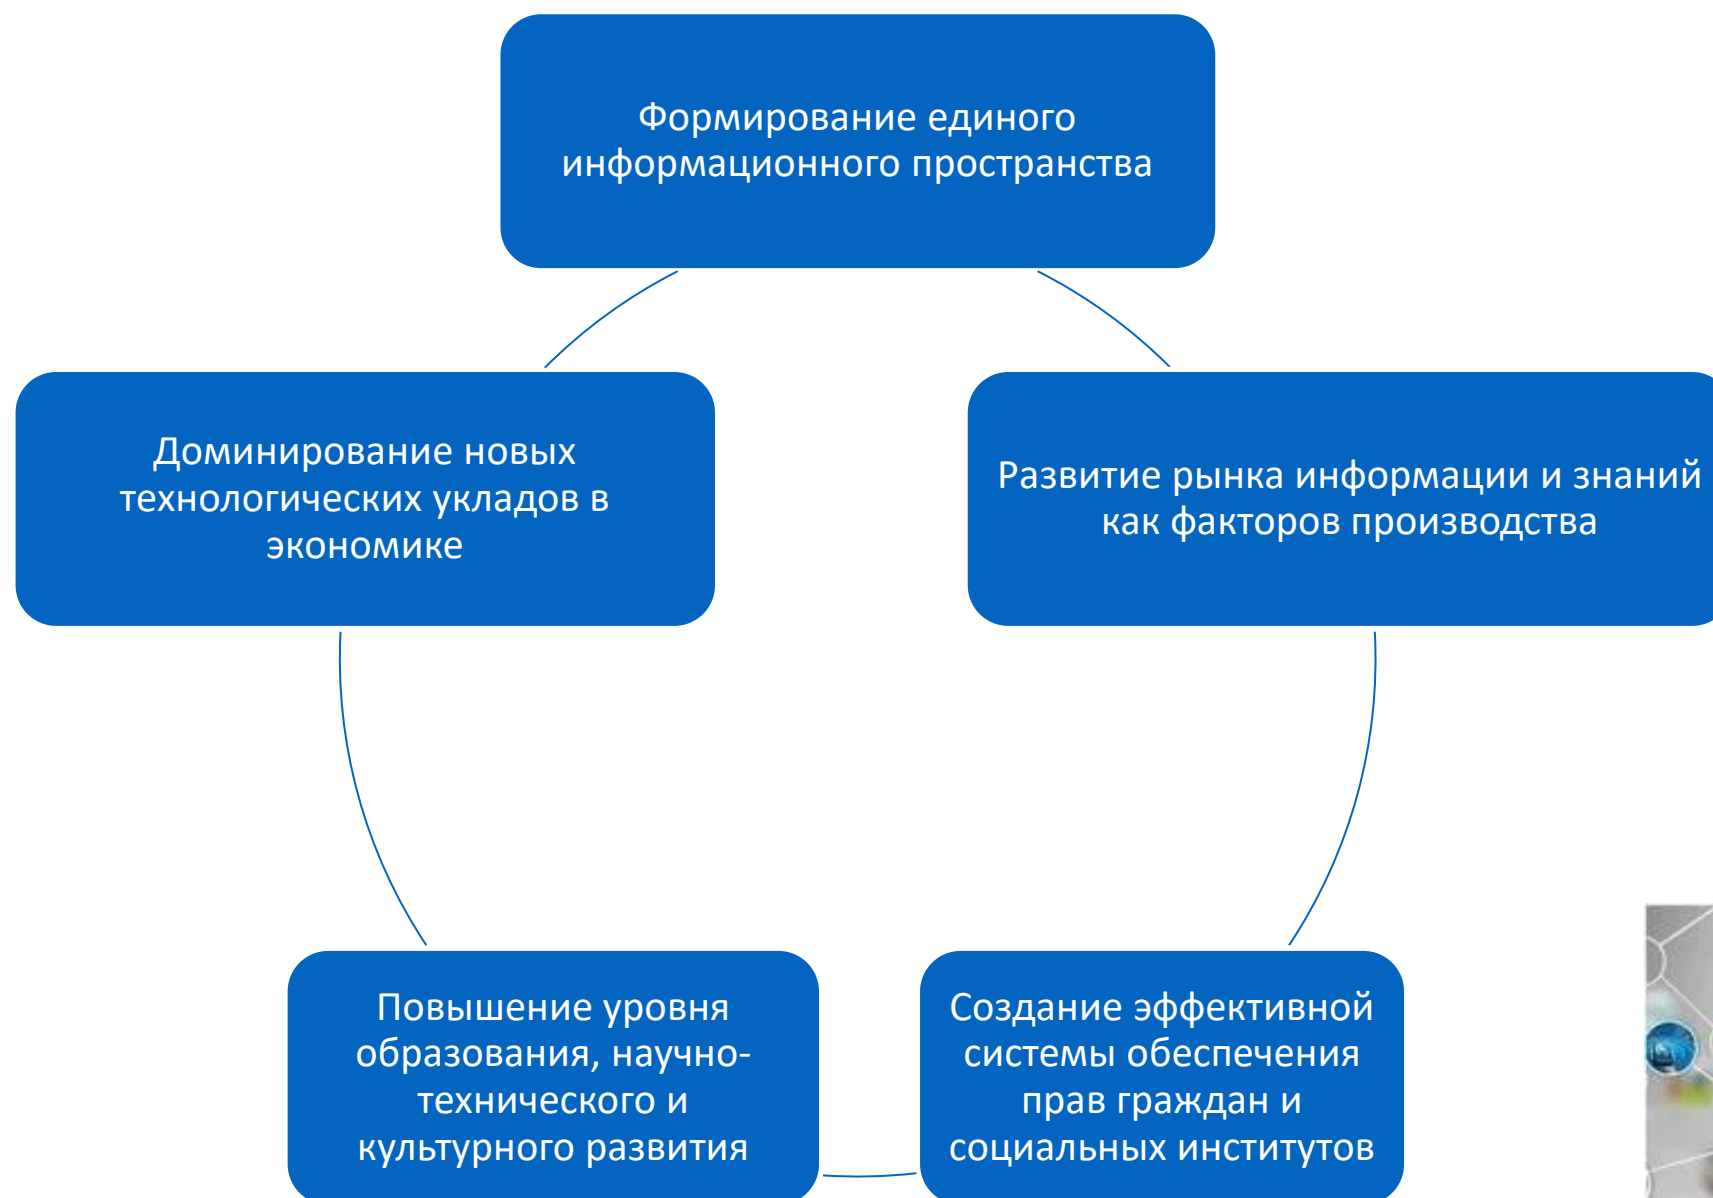 Формирование единого
информационного пространства
Доминирование новых
технологических укладов в
экономике
Развитие рынка информации и знаний
как факторов производства
Повышение уровня
образования, научно-
технического и
культурного развития
Создание эффективной
системы обеспечения
прав граждан и
социальных институтов